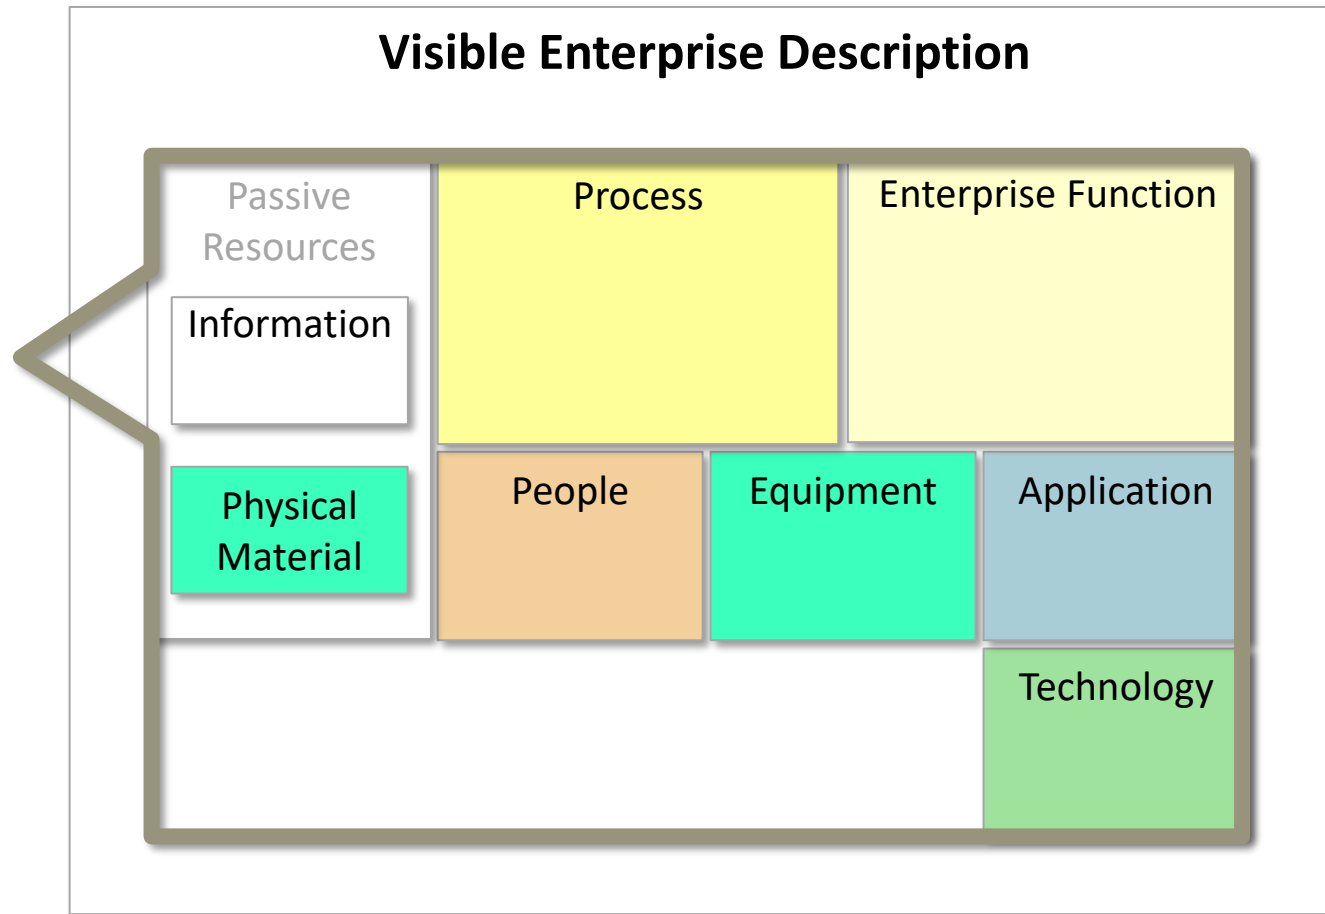 Visible Enterprise Description
Passive
Resources
Process
Enterprise Function
Information
Physical
Material
People
Equipment
Application
Technology